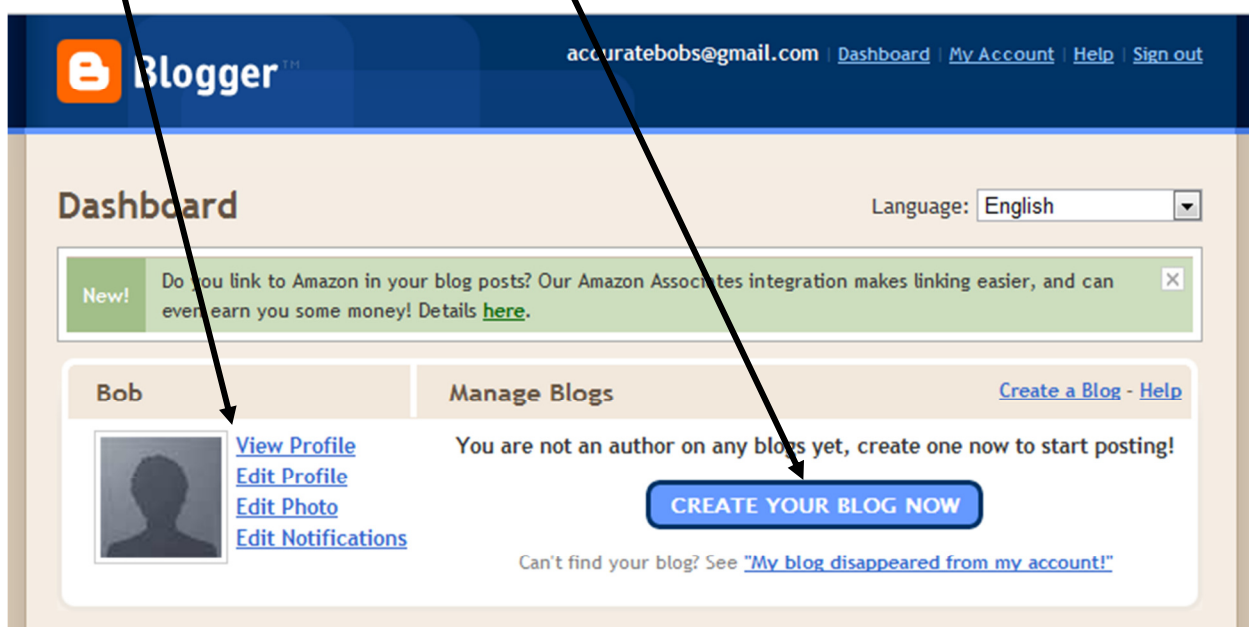 Blogger™
accuratebobs@gmail.com | Dashboard | My Account | Help | Sign out
Dashboard
Language: English
New!
Do you link to Amazon in your blog posts? Our Amazon Associates integration makes linking easier, and can
even earn you some money! Details here.
Bob
View Profile
Edit Profile
Edit Photo
Edit Notifications
Manage Blogs
Create a Blog - Help
You are not an author on any blogs yet, create one now to start posting!
CREATE YOUR BLOG NOW
Can't find your blog? See "My blog disappeared from my account!"